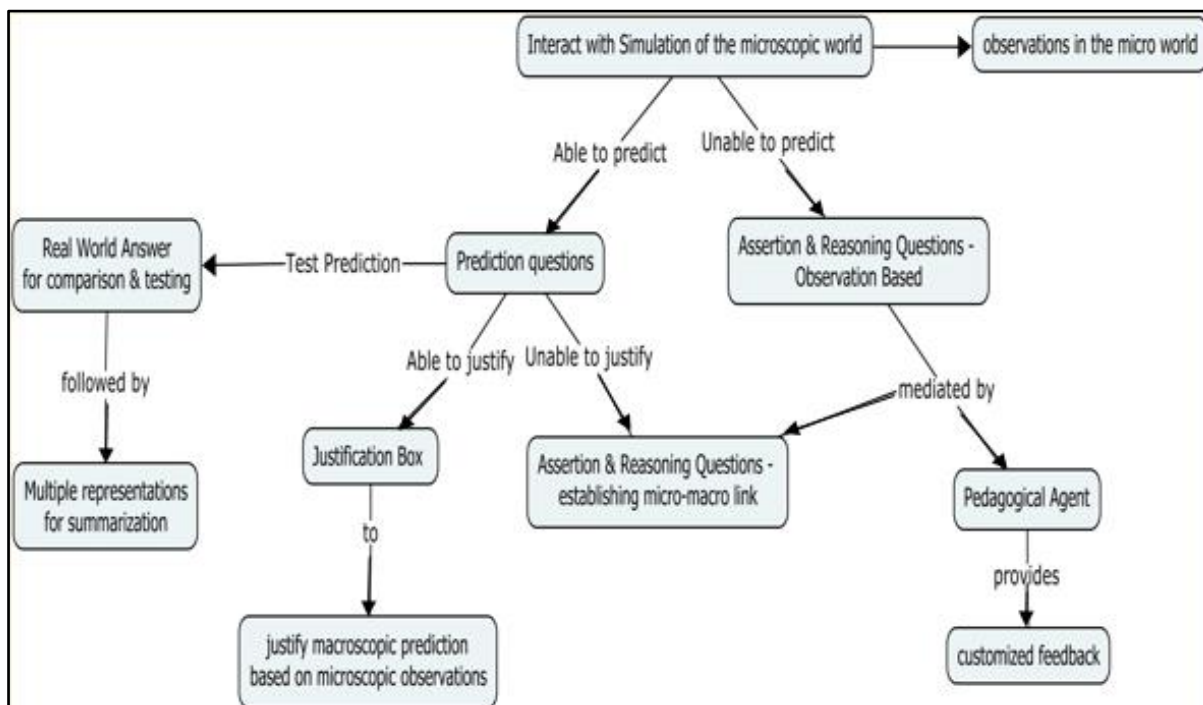 Interact with Simulation of the microscopic world
observations in the micro world
Able to predict
Unable to predict
Real World Answer
for comparison & testing
Test Prediction
Prediction questions
Assertion & Reasoning Questions -
Observation Based
followed by
Able to justify
Unable to justify
mediated by
Multiple representations
for summarization
Justification Box
Assertion & Reasoning Questions -
establishing micro-macro link
Pedagogical Agent
to
provides
justify macroscopic prediction
based on microscopic observations
customized feedback